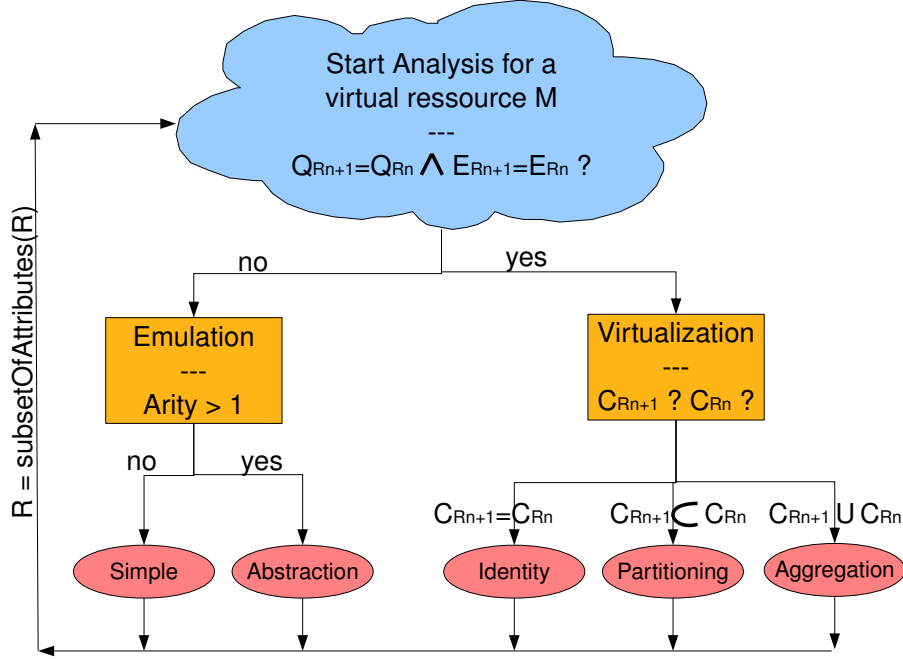 Start Analysis for a
virtual ressource M
---
QRn+1=QRn ∧ ERn+1=ERn ?
no
yes
R = subsetOfAttributes(R)
Emulation
---
Arity > 1
Virtualization
---
CRn+1 ? CRn ?
no
yes
CRn+1=CRn
CRn+1 ⊂ CRn
CRn+1 U CRn
Simple
Abstraction
Identity
Partitioning
Aggregation